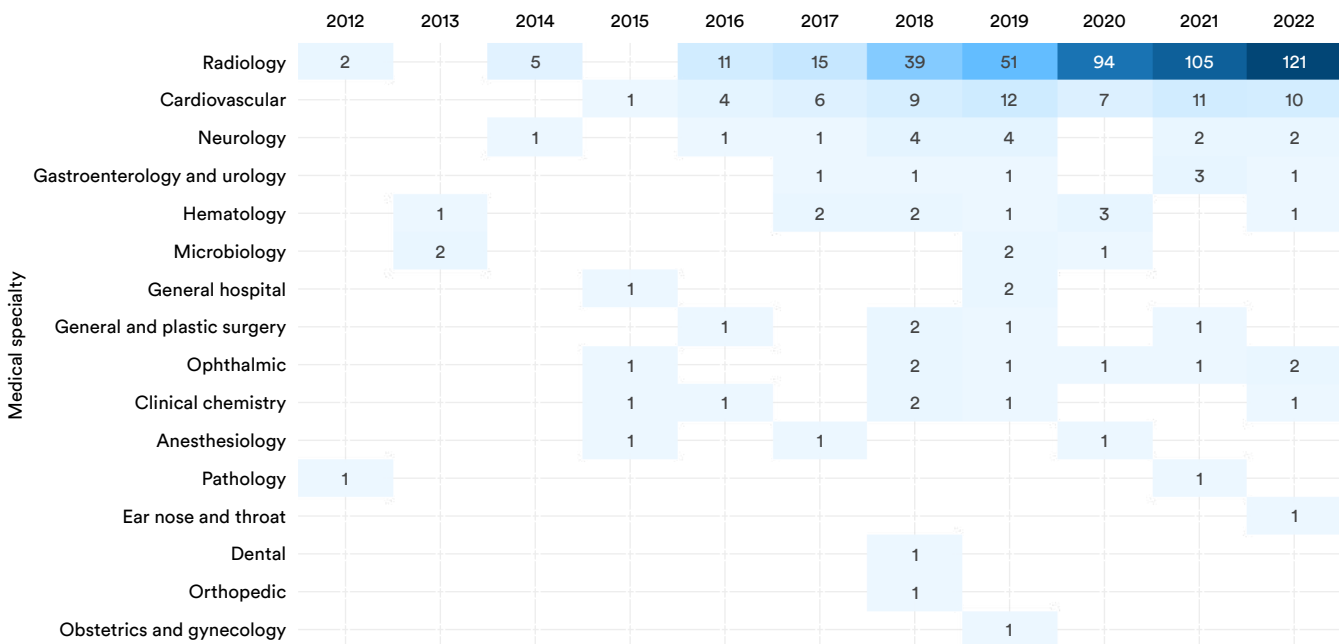 2012 2013 2014 2015 2016 2017 2018 2019 2020 2021 2022
Radiology 2 5 11 15 39 51 94 105 121
Cardiovascular 1 4 6 9 12 7 11 10
Neurology 1 1 1 4 4 2 2
Gastroenterology and urology 1 1 1 3 1
Hematology 1 2 2 1 3 1
Microbiology 2 2 1
General hospital 1 2
General and plastic surgery 1 2 1 1
Ophthalmic 1 2 1 1 1 2
Clinical chemistry 1 1 2 1 1
Anesthesiology 1 1 1
Pathology 1 1
Ear nose and throat 1
Dental 1
Orthopedic 1
Obstetrics and gynecology 1
Medical specialty